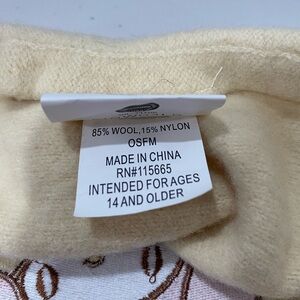 85% WOOL,15% NYLON
OSFM
MADE IN CHINA
RN#115665
INTENDED FOR AGES
14 AND OLDER